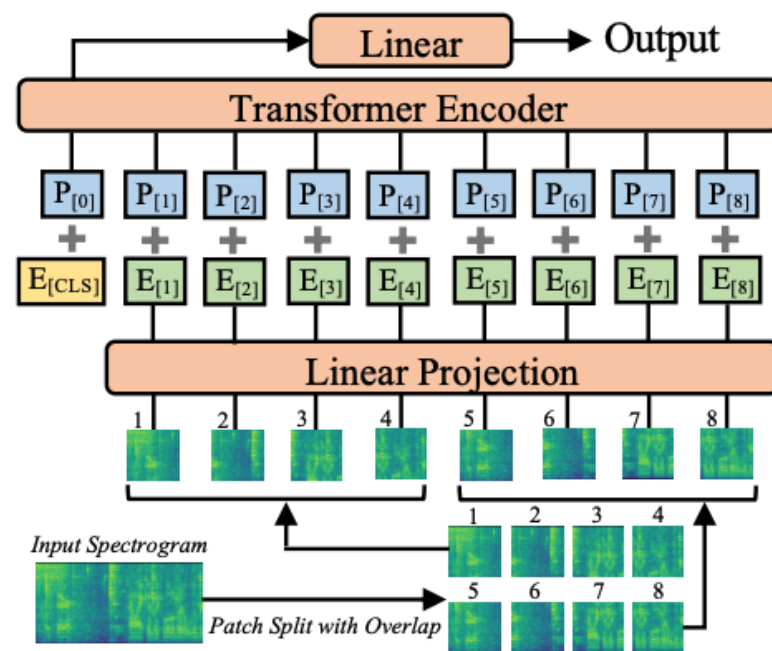 Linear
Output
Transformer Encoder
P[0] P[1] P[2] P[3] P[4] P[5] P[6] P[7] P[8]
+ + + + + + + + +
E[CLS] E[1] E[2] E[3] E[4] E[5] E[6] E[7] E[8]
Linear Projection
1 2 3 4 5 6 7 8
1 2 3 4
Input Spectrogram
5 6 7 8
Patch Split with Overlap